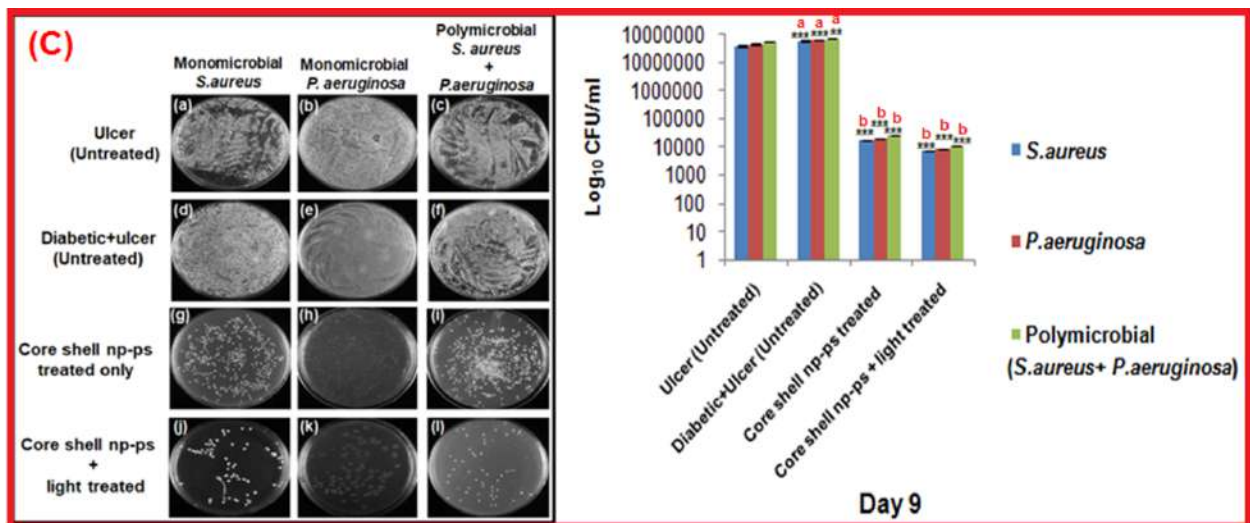 (C)
Monomicrobial
S.aureus
Monomicrobial
P. aeruginosa
Polymicrobial
S. aureus
+
P.aeruginosa
Ulcer
(Untreated)
(a)
(b)
(c)
Diabetic+ulcer
(Untreated)
(d)
(e)
(f)
Core shell np-ps
treated only
(g)
(h)
(i)
Core shell np-ps
+
light treated
(j)
(k)
(l)
Log10 CFU/ml
10000000
10000000
1000000
100000
10000
1000
100
10
1
a a a
*** *** **
b b b
*** *** ***
b b b
*** *** ***
Ulcer (Untreated)
Diabetic+Ulcer (Untreated)
Core shell np-ps treated
Core shell np-ps + light treated
Day 9
S.aureus
P.aeruginosa
Polymicrobial
(S.aureus+ P.aeruginosa)